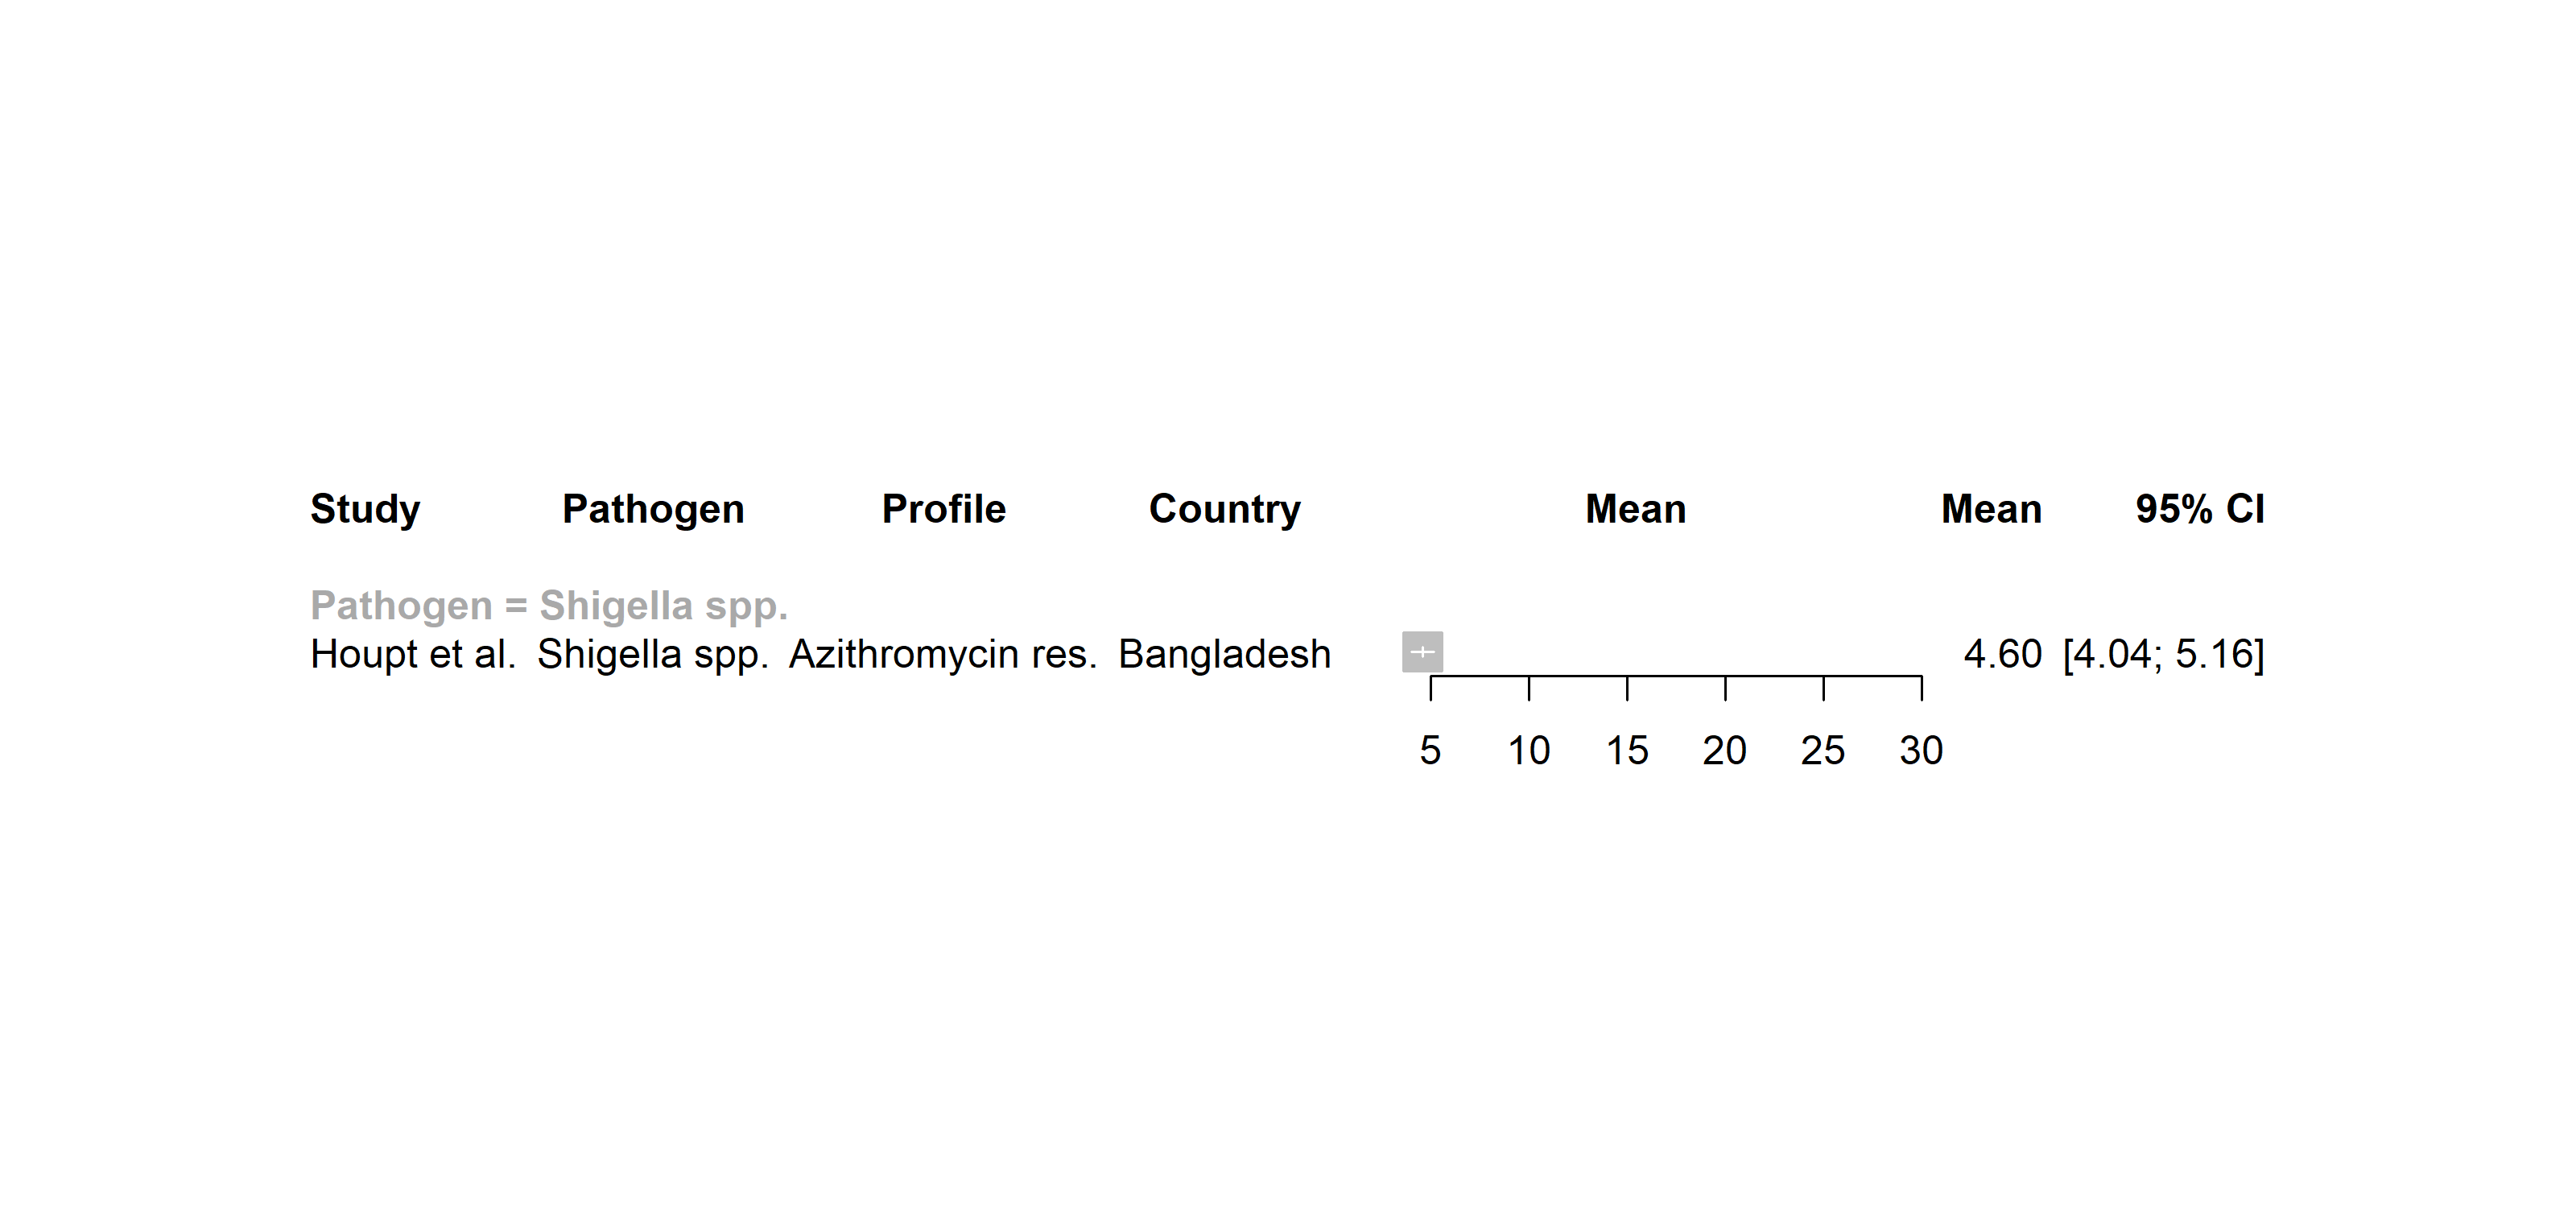 Study Pathogen Profile Country Mean Mean 95% CI
Pathogen = Shigella spp.
Houpt et al. Shigella spp. Azithromycin res. Bangladesh 4.60 [4.04; 5.16]
5 10 15 20 25 30